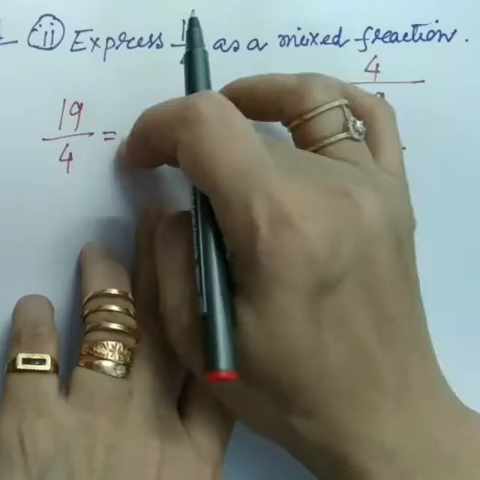 (ii) Express as a mixed fraction.
4
19/4 =